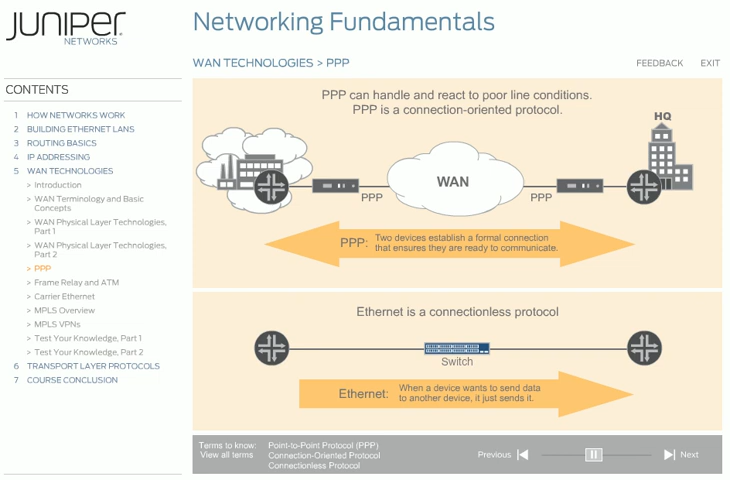 JUNIPER
NETWORKS
Networking Fundamentals
WAN TECHNOLOGIES > PPP
FEEDBACK EXIT
CONTENTS
1 HOW NETWORKS WORK
2 BUILDING ETHERNET LANS
3 ROUTING BASICS
4 IP ADDRESSING
5 WAN TECHNOLOGIES
> Introduction
> WAN Terminology and Basic
Concepts
> WAN Physical Layer Technologies,
Part 1
> WAN Physical Layer Technologies,
Part 2
> PPP
> Frame Relay and ATM
> Carrier Ethernet
> MPLS Overview
> MPLS VPNs
> Test Your Knowledge, Part 1
> Test Your Knowledge, Part 2
6 TRANSPORT LAYER PROTOCOLS
7 COURSE CONCLUSION
PPP can handle and react to poor line conditions.
PPP is a connection-oriented protocol.
HQ
WAN
PPP
PPP
PPP: Two devices establish a formal connection
that ensures they are ready to communicate.
Ethernet is a connectionless protocol
Switch
Ethernet: When a device wants to send data
to another device, it just sends it.
Terms to know: Point-to-Point Protocol (PPP)
View all terms Connection-Oriented Protocol
Connectionless Protocol
Previous Next